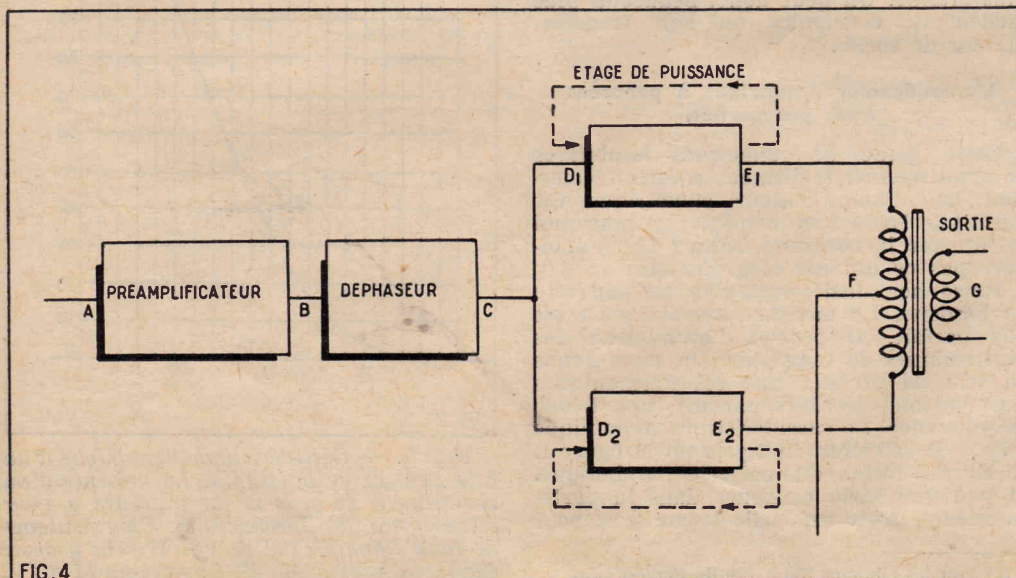 ETAGE DE PUISSANCE
D1
E1
SORTIE
A
PREAMPLIFICATEUR
B
DEPHASEUR
C
F
G
D2
E2
FIG.4